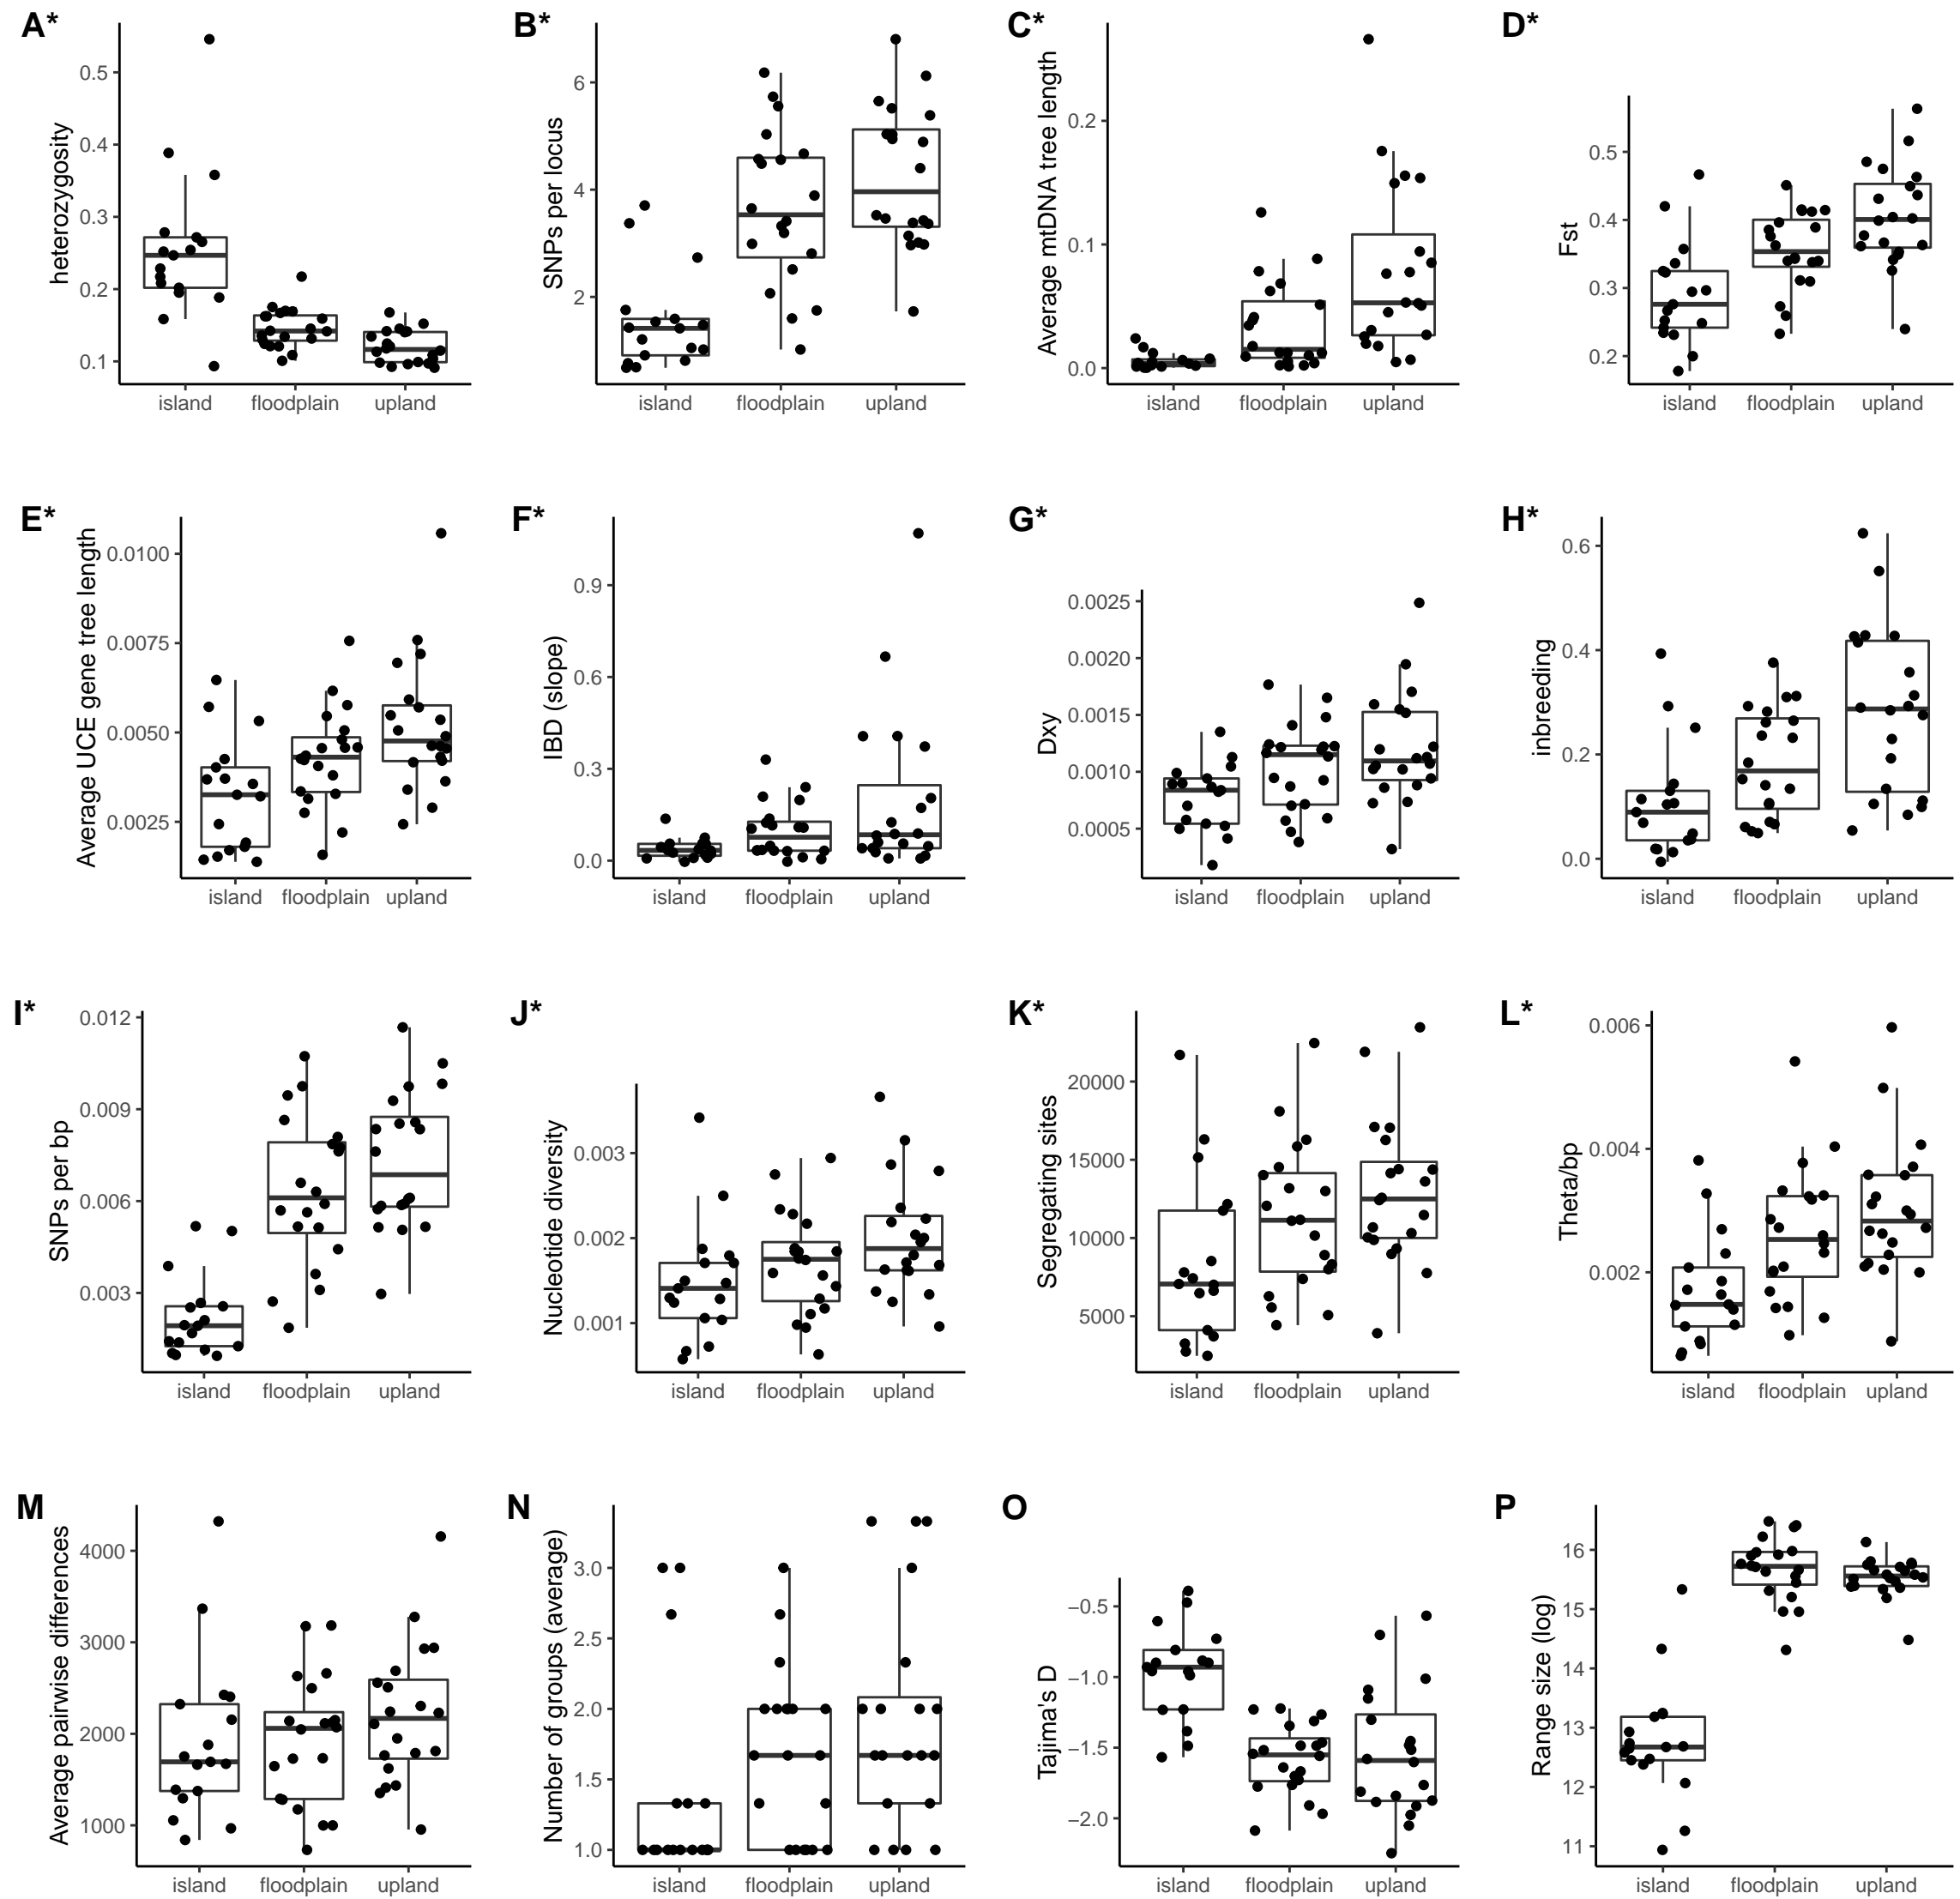 A*
heterozygosity
0.5
0.4
0.3
0.2
0.1
island floodplain upland
B*
SNPs per locus
6
4
2
island floodplain upland
C*
Average mtDNA tree length
0.2
0.1
0.0
island floodplain upland
D*
Fst
0.5
0.4
0.3
0.2
island floodplain upland
E*
Average UCE gene tree length
0.0100
0.0075
0.0050
0.0025
island floodplain upland
F*
IBD (slope)
0.9
0.6
0.3
0.0
island floodplain upland
G*
Dxy
0.0025
0.0020
0.0015
0.0010
0.0005
island floodplain upland
H*
inbreeding
0.6
0.4
0.2
0.0
island floodplain upland
I*
SNPs per bp
0.012
0.009
0.006
0.003
island floodplain upland
J*
Nucleotide diversity
0.003
0.002
0.001
island floodplain upland
K*
Segregating sites
20000
15000
10000
5000
island floodplain upland
L*
Theta/bp
0.006
0.004
0.002
island floodplain upland
M
Average pairwise differences
4000
3000
2000
1000
island floodplain upland
N
Number of groups (average)
3.0
2.5
2.0
1.5
1.0
island floodplain upland
O
Tajima's D
−0.5
−1.0
−1.5
−2.0
island floodplain upland
P
Range size (log)
16
15
14
13
12
11
island floodplain upland